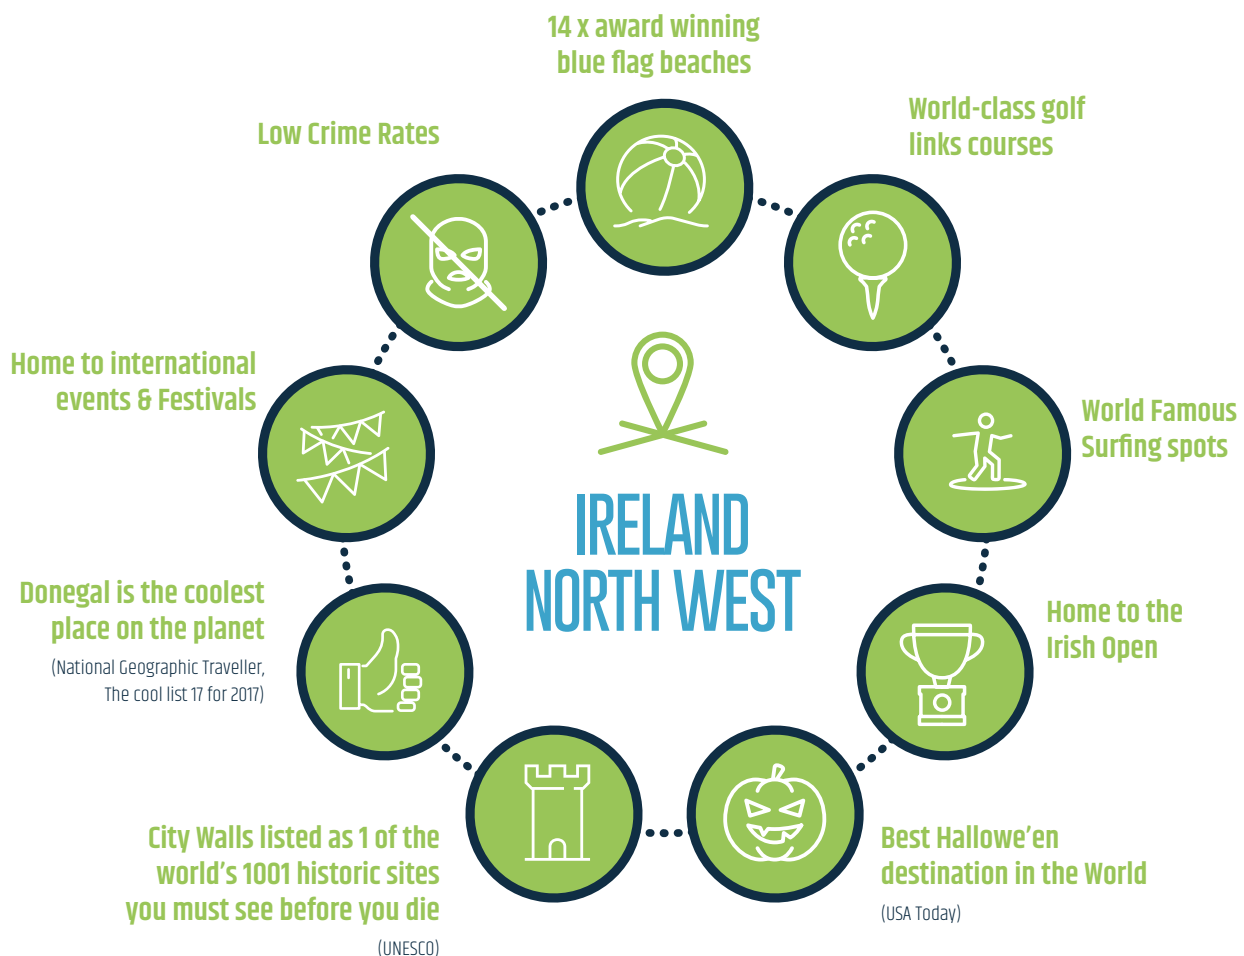 14 x award winning
blue flag beaches
World-class golf
links courses
Low Crime Rates
Home to international
events & Festivals
World Famous
Surfing spots
IRELAND
NORTH WEST
Donegal is the coolest
place on the planet
(National Geographic Traveller,
The cool list 17 for 2017)
Home to the
Irish Open
City Walls listed as 1 of the
world's 1001 historic sites
you must see before you die
(UNESCO)
Best Hallowe'en
destination in the World
(USA Today)